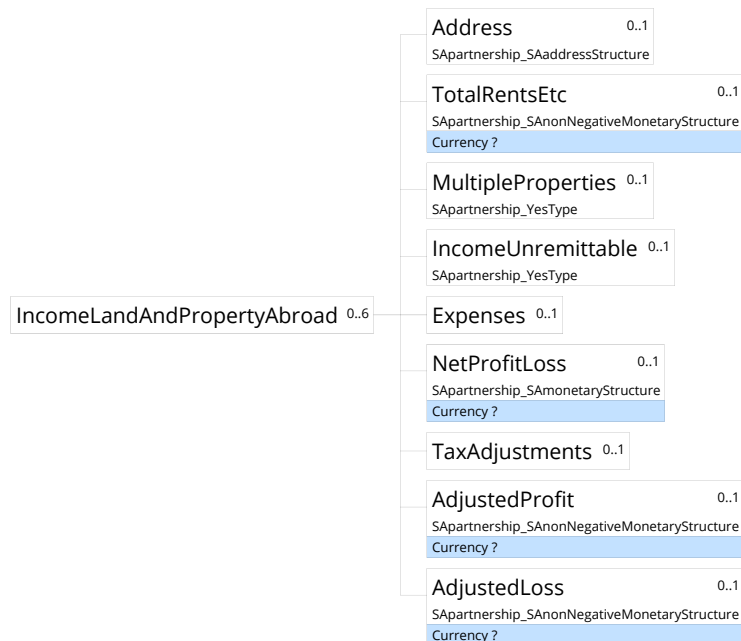 Address 0..1
SApartnership_SAaddressStructure
TotalRentsEtc 0..1
SApartnership_SAnonNegativeMonetaryStructure
Currency ?
MultipleProperties 0..1
SApartnership_YesType
IncomeUnremittable 0..1
SApartnership_YesType
IncomeLandAndPropertyAbroad 0..6
Expenses 0..1
NetProfitLoss 0..1
SApartnership_SAmonetaryStructure
Currency ?
TaxAdjustments 0..1
AdjustedProfit 0..1
SApartnership_SAnonNegativeMonetaryStructure
Currency ?
AdjustedLoss 0..1
SApartnership_SAnonNegativeMonetaryStructure
Currency ?